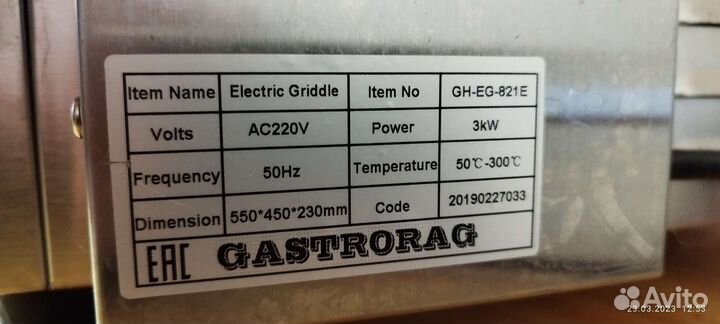 Item Name Electric Griddle Item No GH-EG-821E
Volts AC220V Power 3kW
Frequency 50Hz Temperature 50℃-300℃
Dimension 550*450*230mm Code 20190227033
EAC GASTRORAG
Avito
29.03.2023 12:53